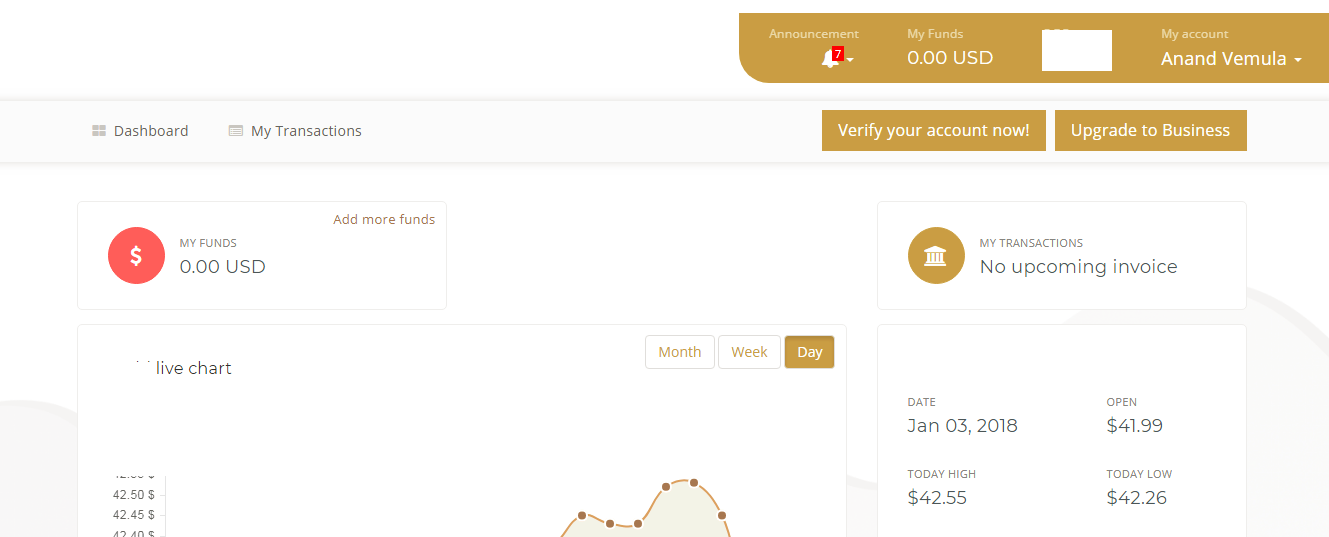 Announcement
7
My Funds
0.00 USD
My account
Anand Vemula
Dashboard
My Transactions
Verify your account now!
Upgrade to Business
Add more funds
MY FUNDS
0.00 USD
MY TRANSACTIONS
No upcoming invoice
live chart
Month
Week
Day
42.50 $
42.45 $
42.40 $
DATE
Jan 03, 2018
OPEN
$41.99
TODAY HIGH
$42.55
TODAY LOW
$42.26